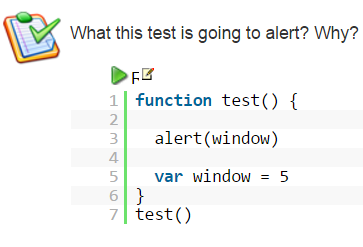 What this test is going to alert? Why?
F
1 function test() {
2
3 alert(window)
4
5 var window = 5
6 }
7 test()